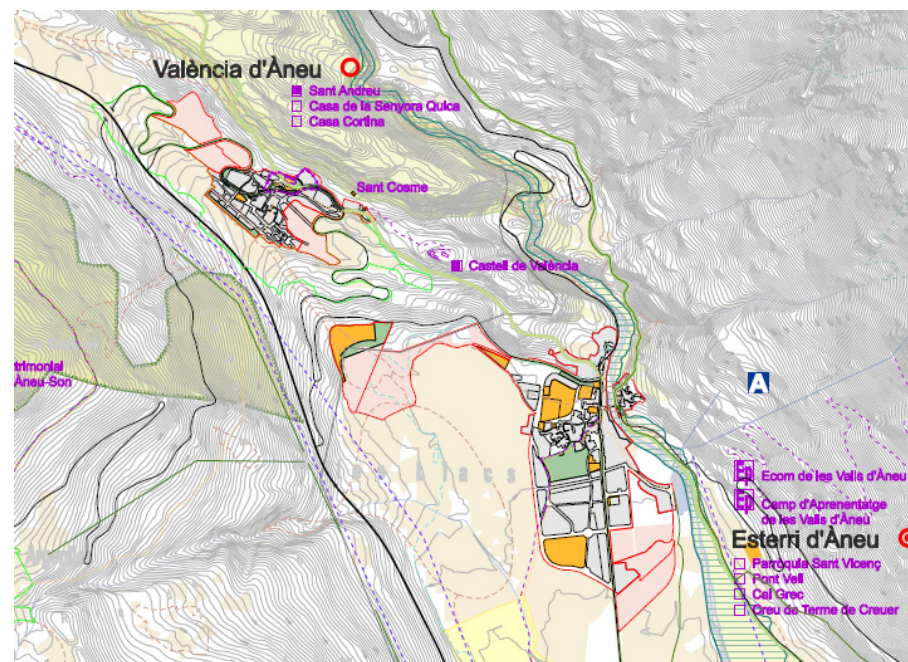 València d'Àneu
Sant Andreu
Casa de la Senyora Quica
Casa Cortina
Sant Cosme
Castell de València
trimonial
Àneu-Son
A
Ecom de les Valls d'Àneu
Camp d'Aprenentatge
de les Valls d'Àneu
Esterri d'Àneu
Parròquia Sant Vicenç
Pont Vell
Cal Grec
Creu de Terme de Creuer